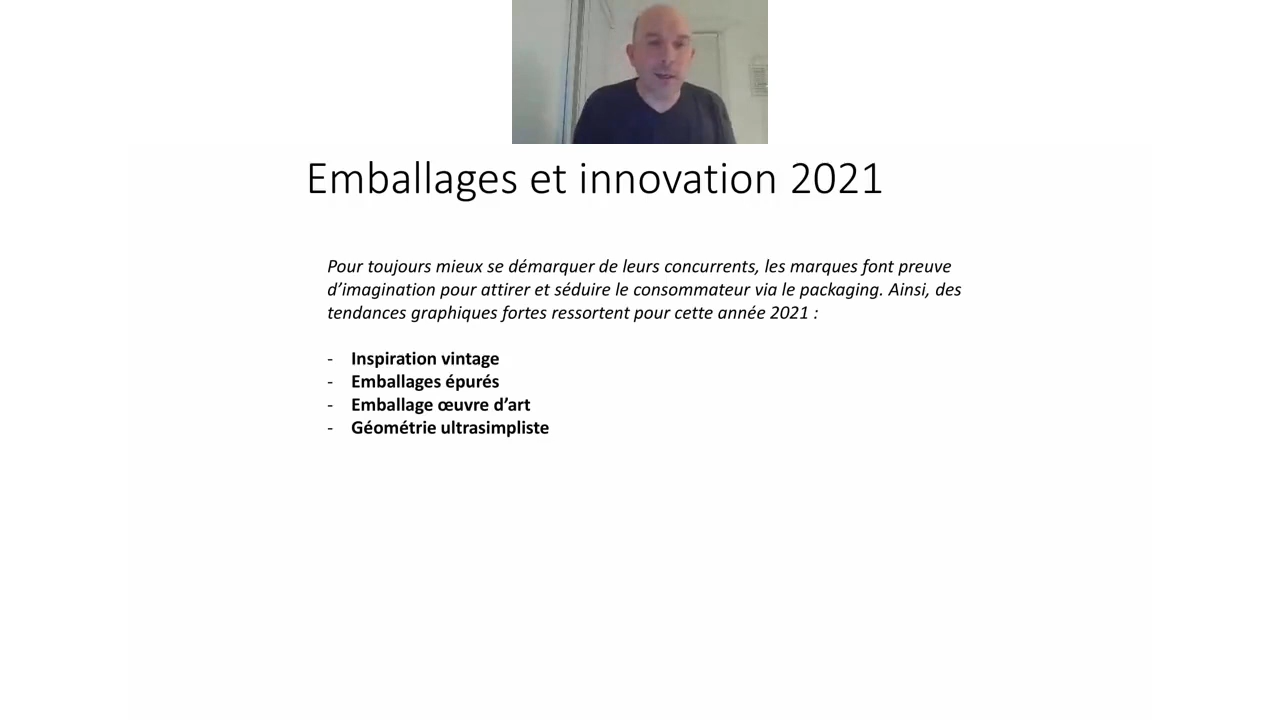 Emballages et innovation 2021
Pour toujours mieux se démarquer de leurs concurrents, les marques font preuve
d’imagination pour attirer et séduire le consommateur via le packaging. Ainsi, des
tendances graphiques fortes ressortent pour cette année 2021 :
- Inspiration vintage
- Emballages épurés
- Emballage œuvre d’art
- Géométrie ultrasimpliste